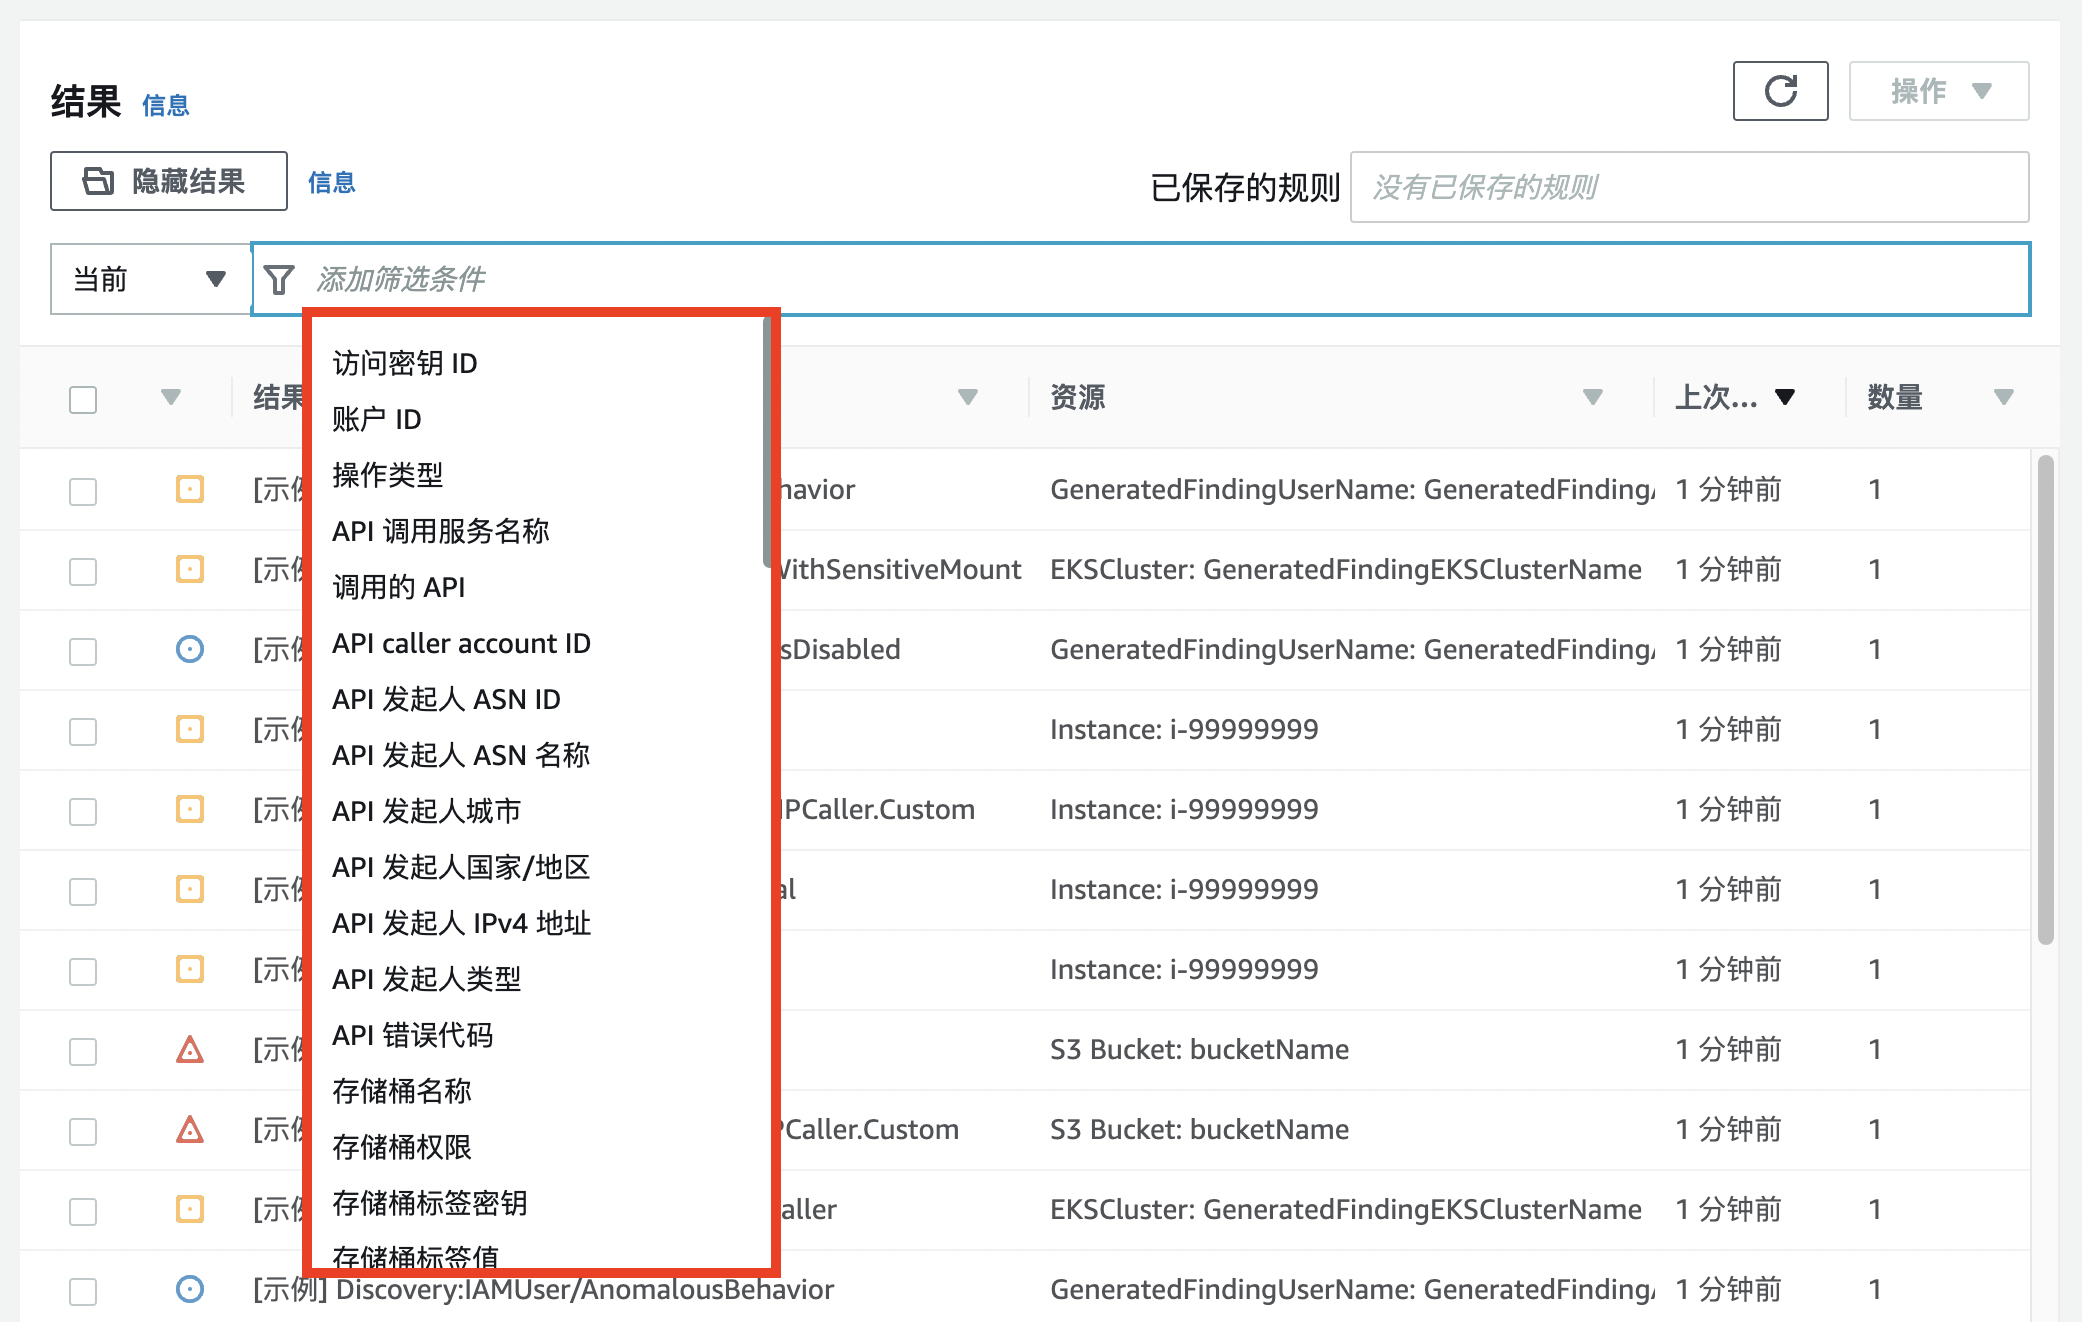 结果 信息
操作
隐藏结果 信息
已保存的规则 没有已保存的规则
当前 添加筛选条件
访问密钥 ID
账户 ID
操作类型
API 调用服务名称
调用的 API
API caller account ID
API 发起人 ASN ID
API 发起人 ASN 名称
API 发起人城市
API 发起人国家/地区
API 发起人 IPv4 地址
API 发起人类型
API 错误代码
存储桶名称
存储桶权限
存储桶标签密钥
存储桶标签值
结果 资源 上次... 数量
[示例 havior GeneratedFindingUserName: GeneratedFinding 1 分钟前 1
[示例 WithSensitiveMount EKSCluster: GeneratedFindingEKSClusterName 1 分钟前 1
[示例 sDisabled GeneratedFindingUserName: GeneratedFinding 1 分钟前 1
[示例 Instance: i-99999999 1 分钟前 1
[示例 IPCaller.Custom Instance: i-99999999 1 分钟前 1
[示例 al Instance: i-99999999 1 分钟前 1
[示例 Instance: i-99999999 1 分钟前 1
[示例 S3 Bucket: bucketName 1 分钟前 1
[示例 PCaller.Custom S3 Bucket: bucketName 1 分钟前 1
[示例 aller EKSCluster: GeneratedFindingEKSClusterName 1 分钟前 1
[示例] Discovery:IAMUser/AnomalousBehavior GeneratedFindingUserName: GeneratedFinding 1 分钟前 1